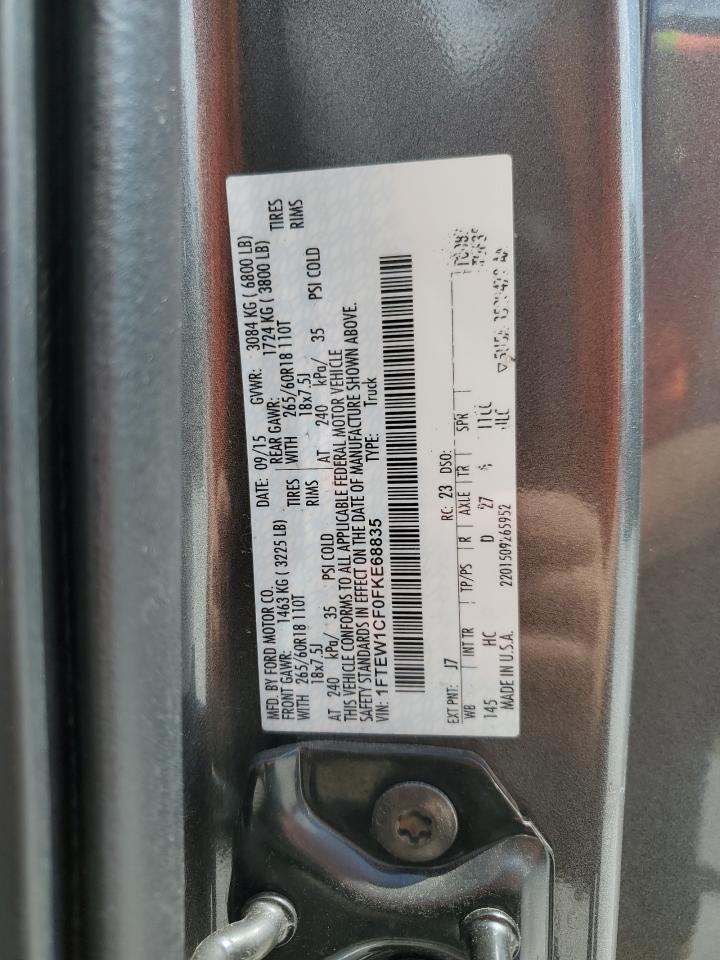 MFD. BY FORD MOTOR CO.
DATE: 09/15 GVWR: 3084 KG ( 6800 LB)
FRONT GAWR: 1463 KG ( 3225 LB) REAR GAWR: 1724 KG ( 3800 LB)
WITH 265/60R18 110T TIRES WITH 265/60R18 110T TIRES
18x7.5J RIMS 18x7.5J RIMS
AT 240 kPa/ 35 PSI COLD AT 240 kPa/ 35 PSI COLD
THIS VEHICLE CONFORMS TO ALL APPLICABLE FEDERAL MOTOR VEHICLE
SAFETY STANDARDS IN EFFECT ON THE DATE OF MANUFACTURE SHOWN ABOVE.
VIN: 1FTEW1CF0FKE68835 TYPE: Truck
EXT PNT: J7 RC: 23 DSO:
WB INT TR TP/PS R AXLE TR SPR
145 HC D 27
MADE IN U.S.A. 2201509265952